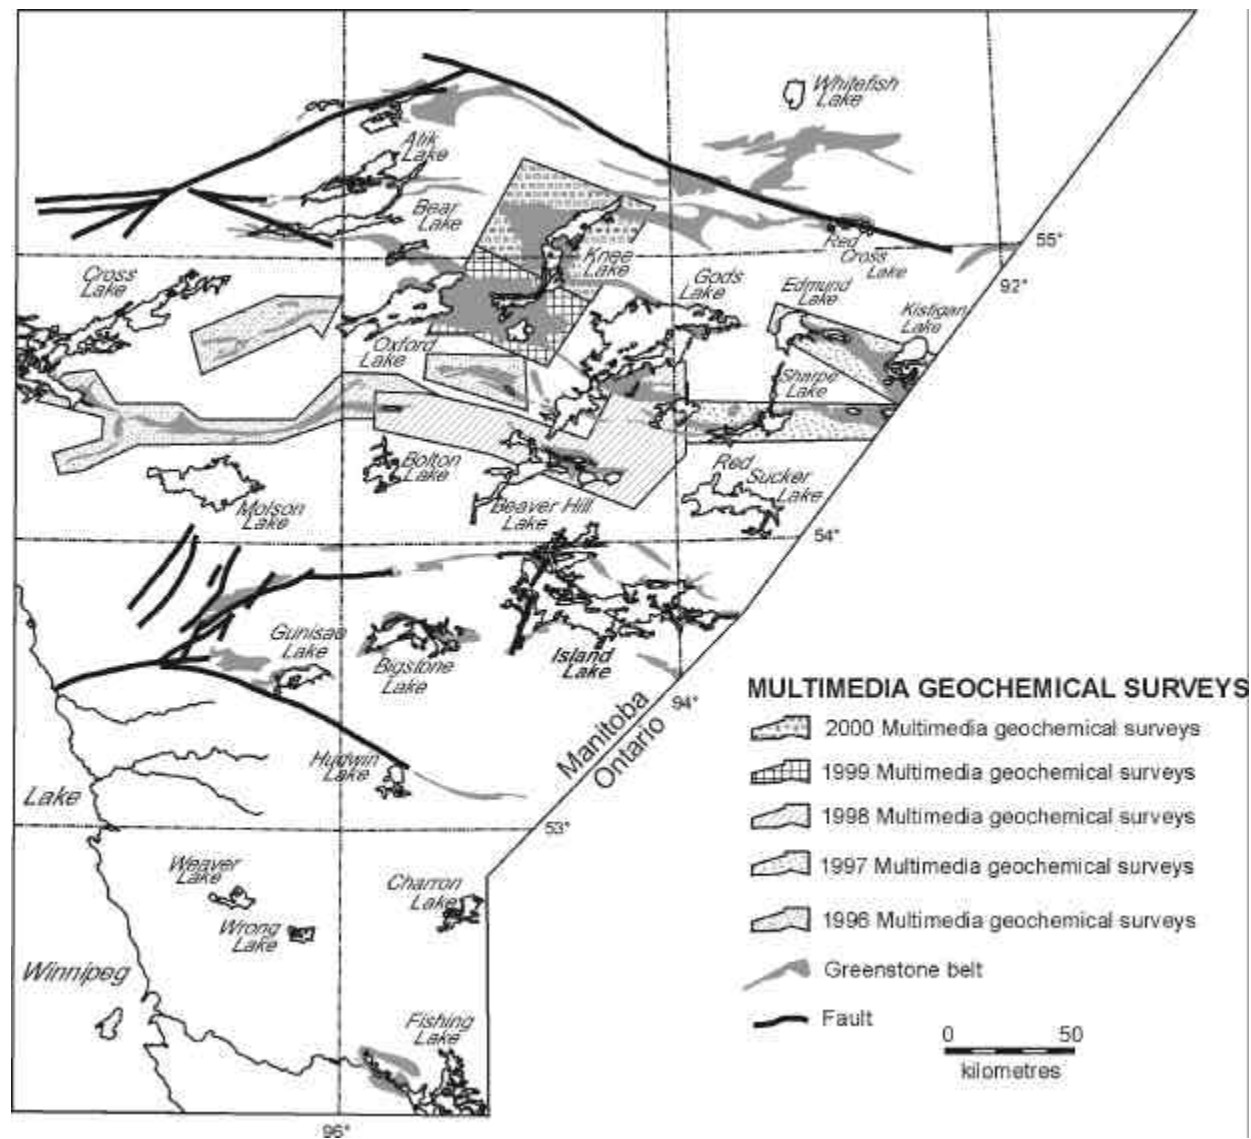 Whitefish
Lake
Atik
Lake
Bear
Lake
Red
Cross
Lake
55°
Knee
Lake
Cross
Lake
Gods
Lake
Edmund
Lake
92°
Kistigan
Lake
Oxford
Lake
Sharpe
Lake
Bolton
Lake
Red
Sucker
Lake
Molson
Lake
Beaver Hill
Lake
54°
Gunisao
Lake
Bigstone
Lake
Island
Lake
94°
Manitoba
Ontario
Hudwin
Lake
Lake
53°
Weaver
Lake
Charron
Lake
Wrong
Lake
Winnipeg
Fishing
Lake
96°
MULTIMEDIA GEOCHEMICAL SURVEYS
2000 Multimedia geochemical surveys
1999 Multimedia geochemical surveys
1998 Multimedia geochemical surveys
1997 Multimedia geochemical surveys
1996 Multimedia geochemical surveys
Greenstone belt
Fault
0 50
kilometres